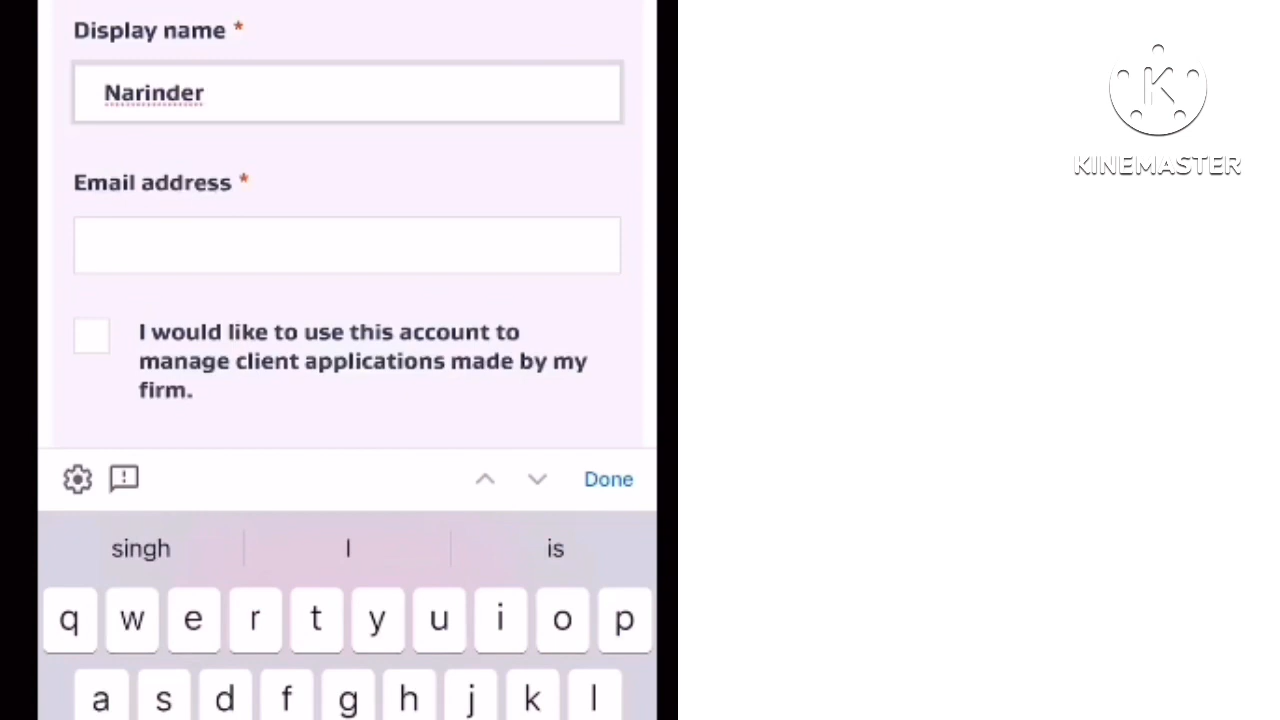 Display name *
Narinder
Email address *
I would like to use this account to
manage client applications made by my
firm.
Done
singh I is
q w e r t y u i o p
a s d f g h j k l
K
KINEMASTER